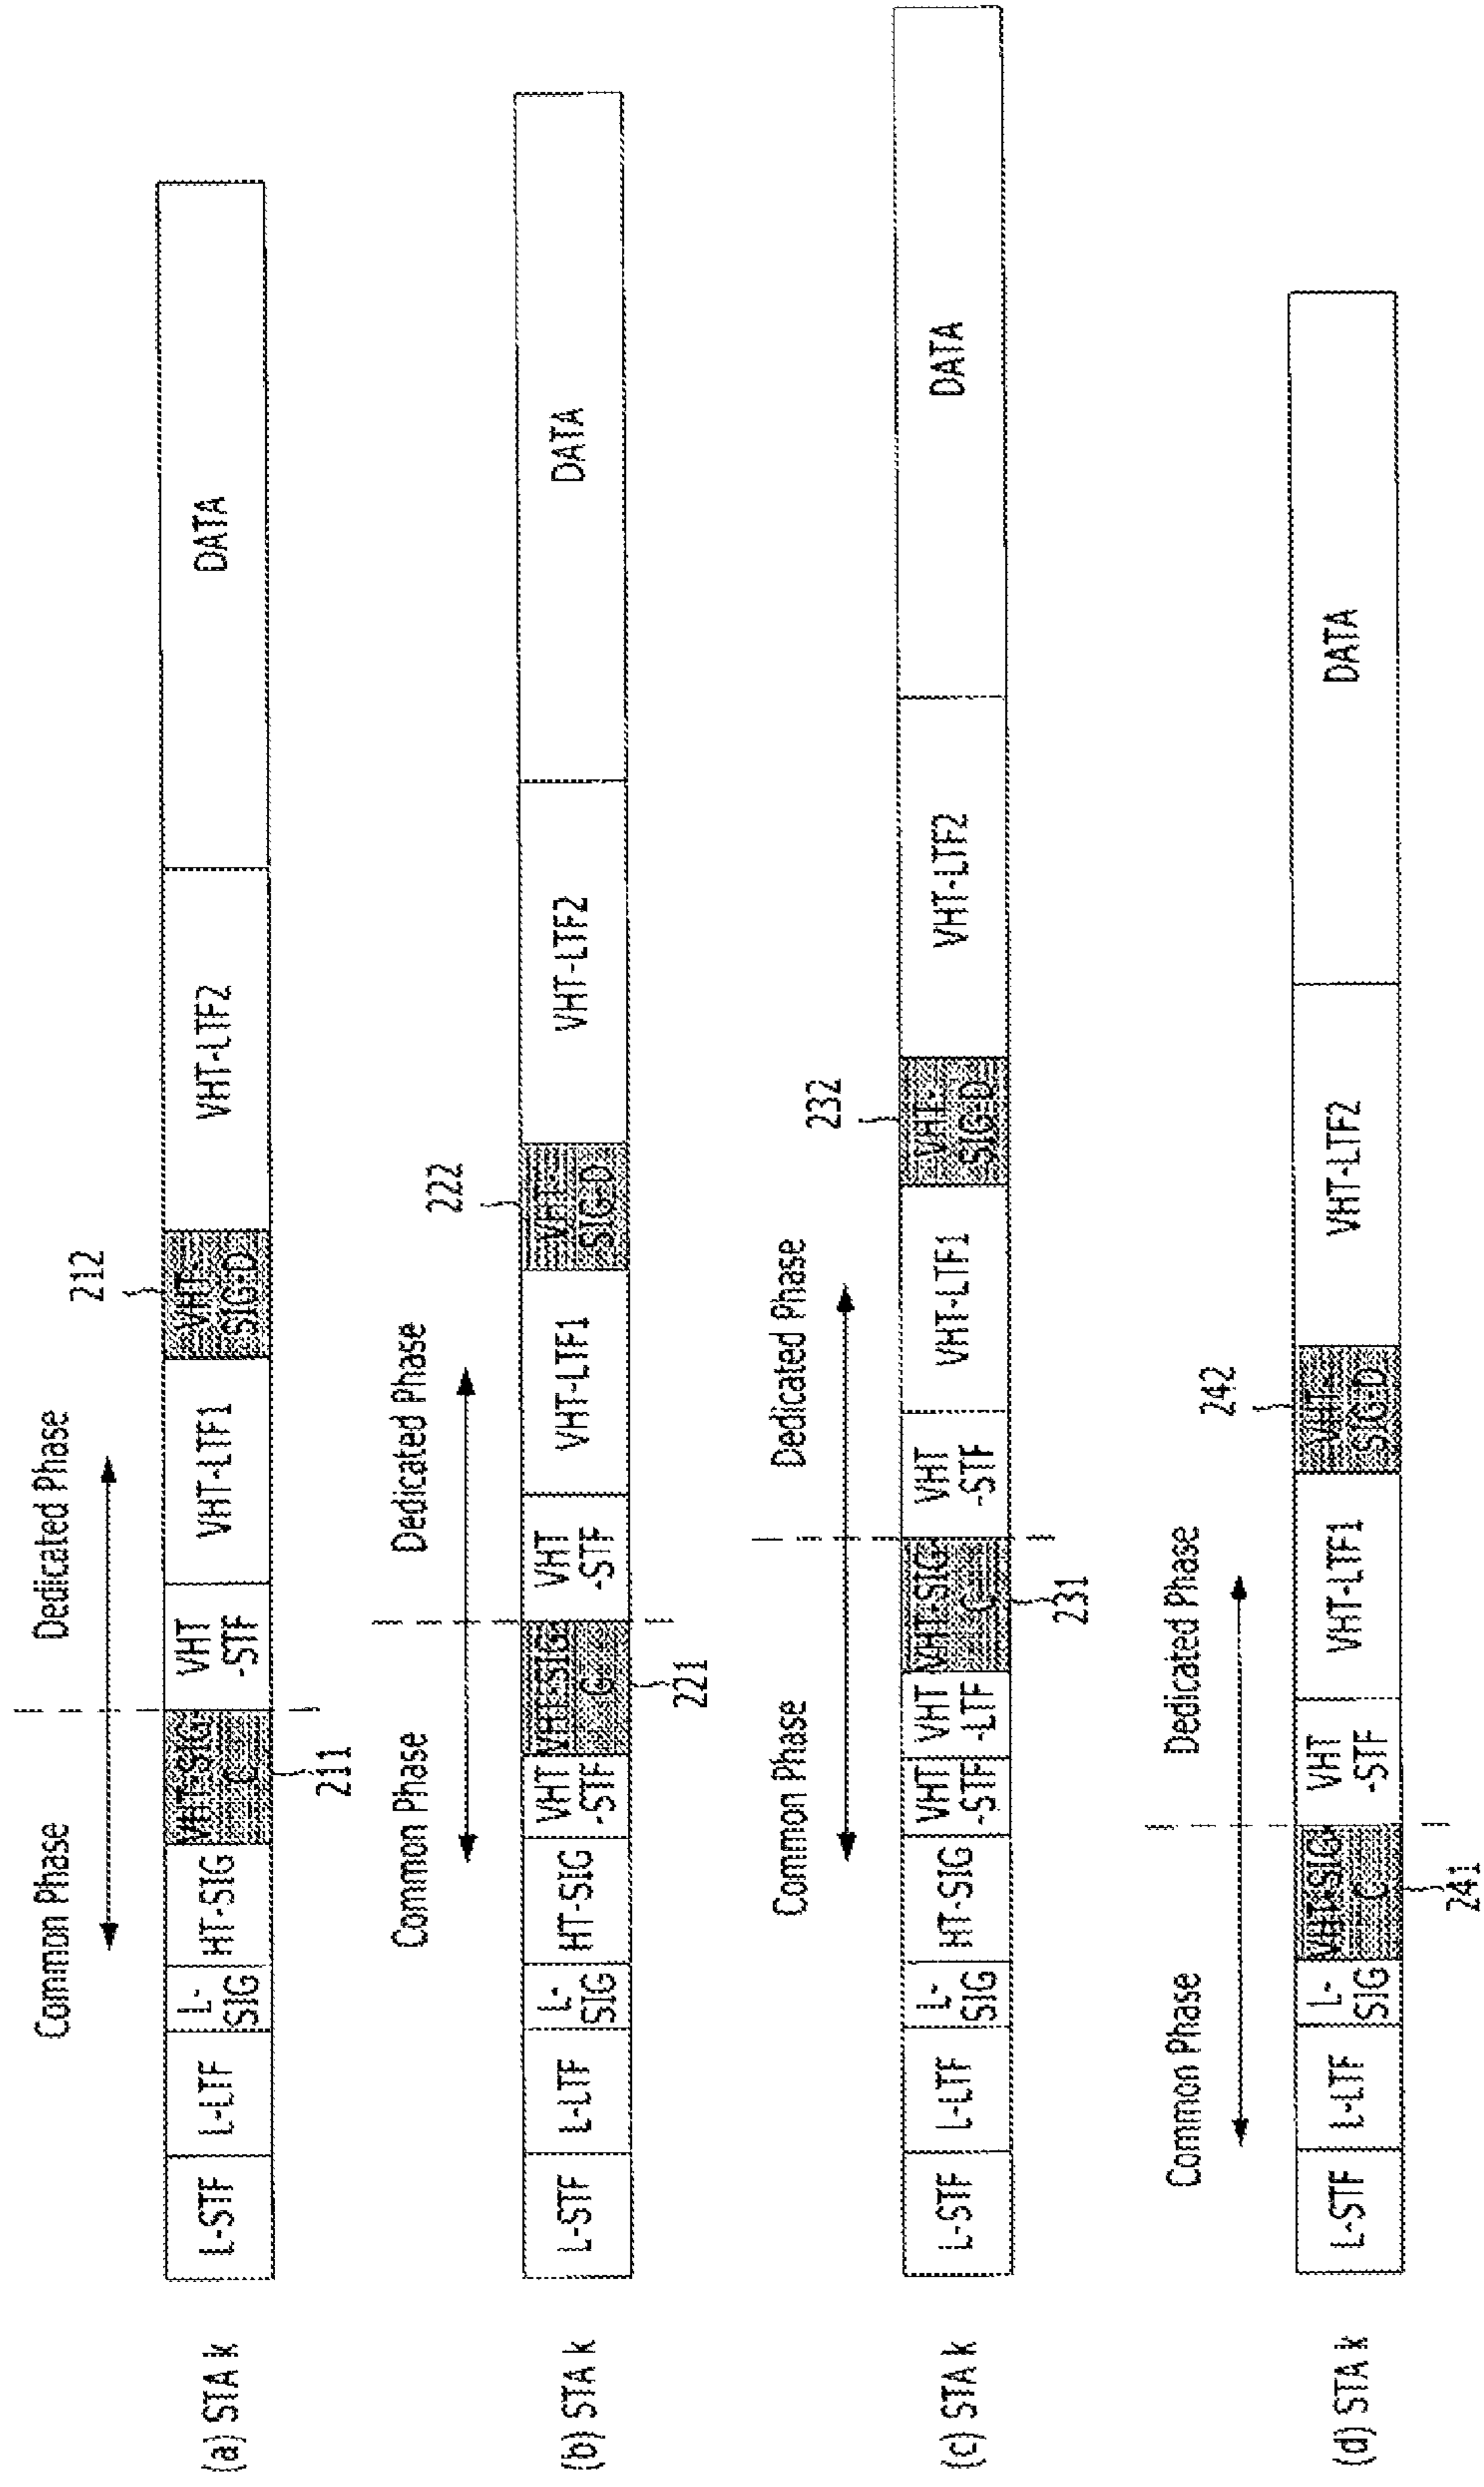 Common Phase
Dedicated Phase
(a) STA k
L-STF
L-LTF
L-
SIG
HT-SIG
VHT-SIG-
C
VHT
-STF
VHT-LTF1
VHT-
SIG-D
VHT-LTF2
DATA
211
212
Common Phase
Dedicated Phase
(b) STA k
L-STF
L-LTF
L-
SIG
HT-SIG
VHT
-STF
VHT-SIG-
C
VHT
-STF
VHT-LTF1
VHT-
SIG-D
VHT-LTF2
DATA
221
222
Common Phase
Dedicated Phase
(c) STA k
L-STF
L-LTF
L-
SIG
HT-SIG
VHT
-STF
VHT
-LTF
VHT-SIG-
C
VHT
-STF
VHT-LTF1
VHT-
SIG-D
VHT-LTF2
DATA
231
232
Common Phase
Dedicated Phase
(d) STA k
L-STF
L-LTF
L-
SIG
VHT-SIG-
C
VHT
-STF
VHT-LTF1
VHT-
SIG-D
VHT-LTF2
DATA
241
242